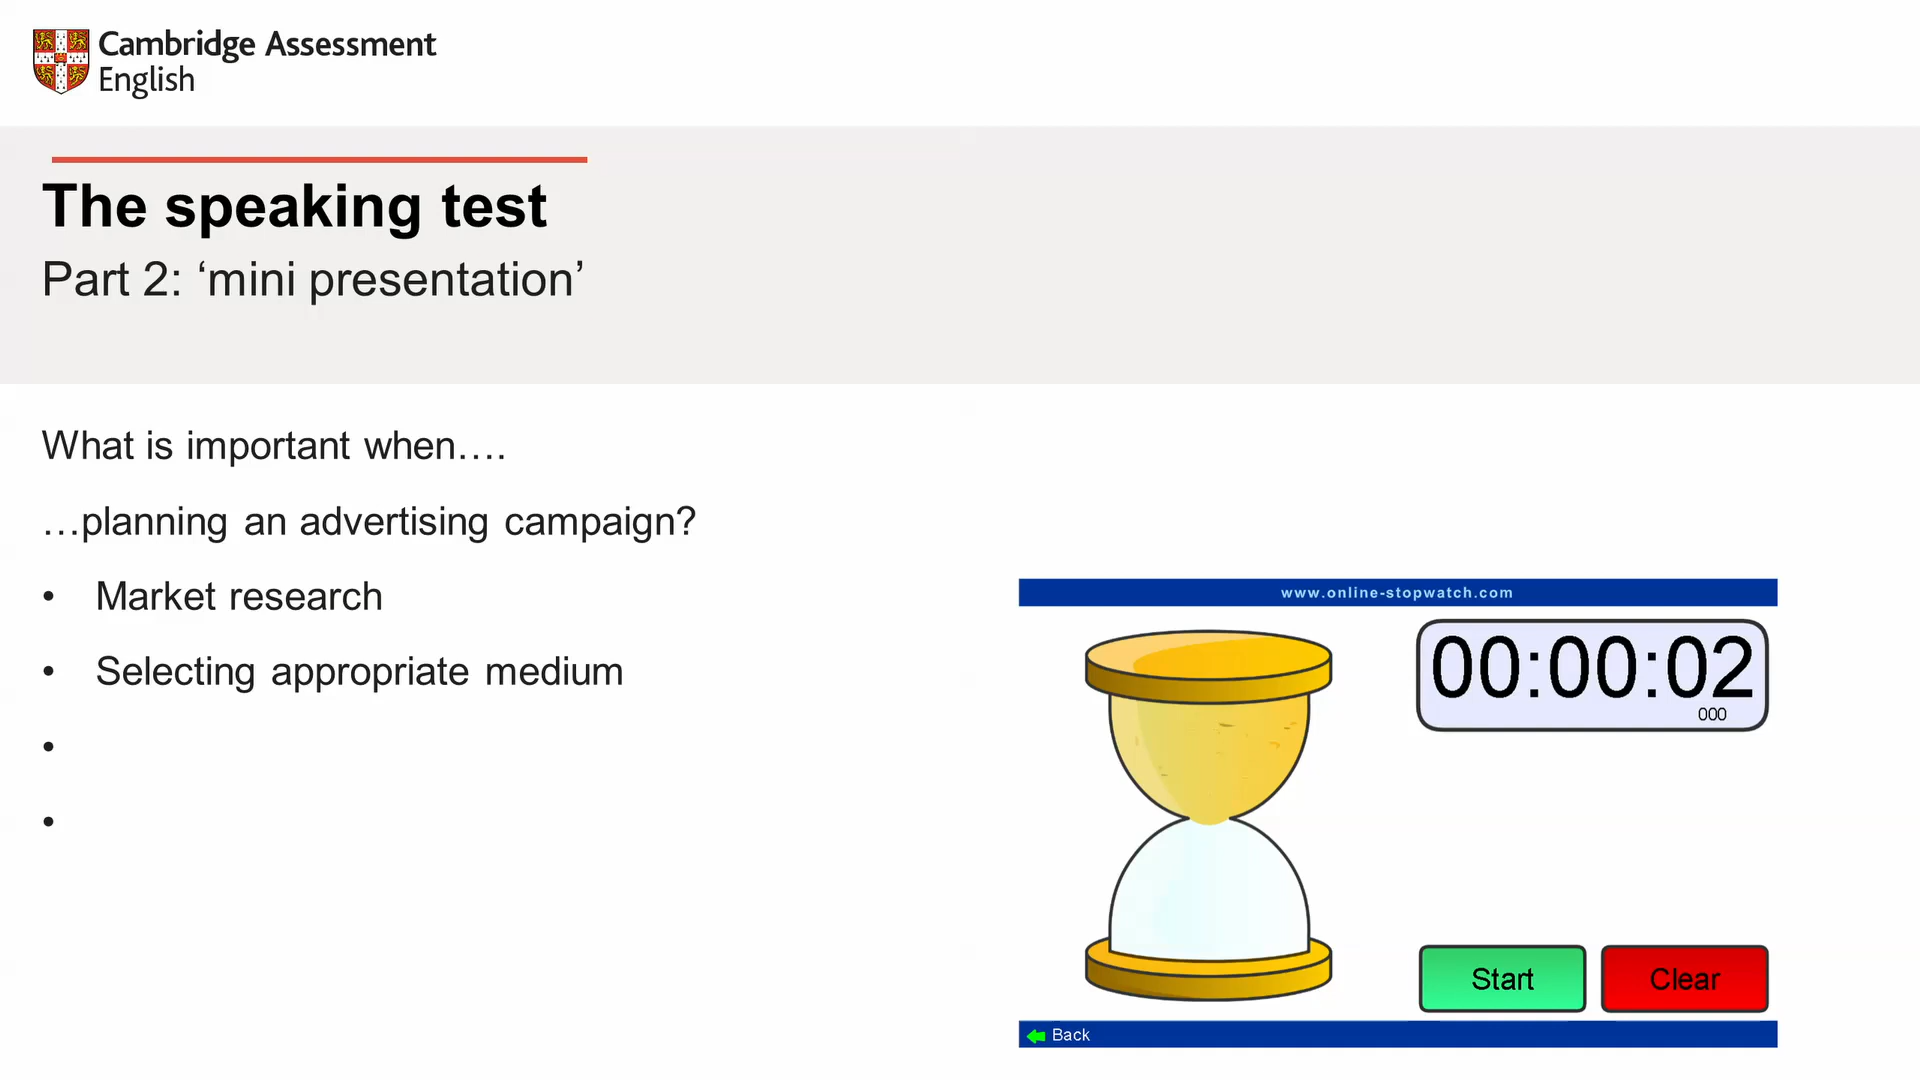 Cambridge Assessment
English
The speaking test
Part 2: ‘mini presentation’
What is important when….
…planning an advertising campaign?
• Market research
• Selecting appropriate medium
•
•
www.online-stopwatch.com
00:00:02
000
Start
Clear
Back